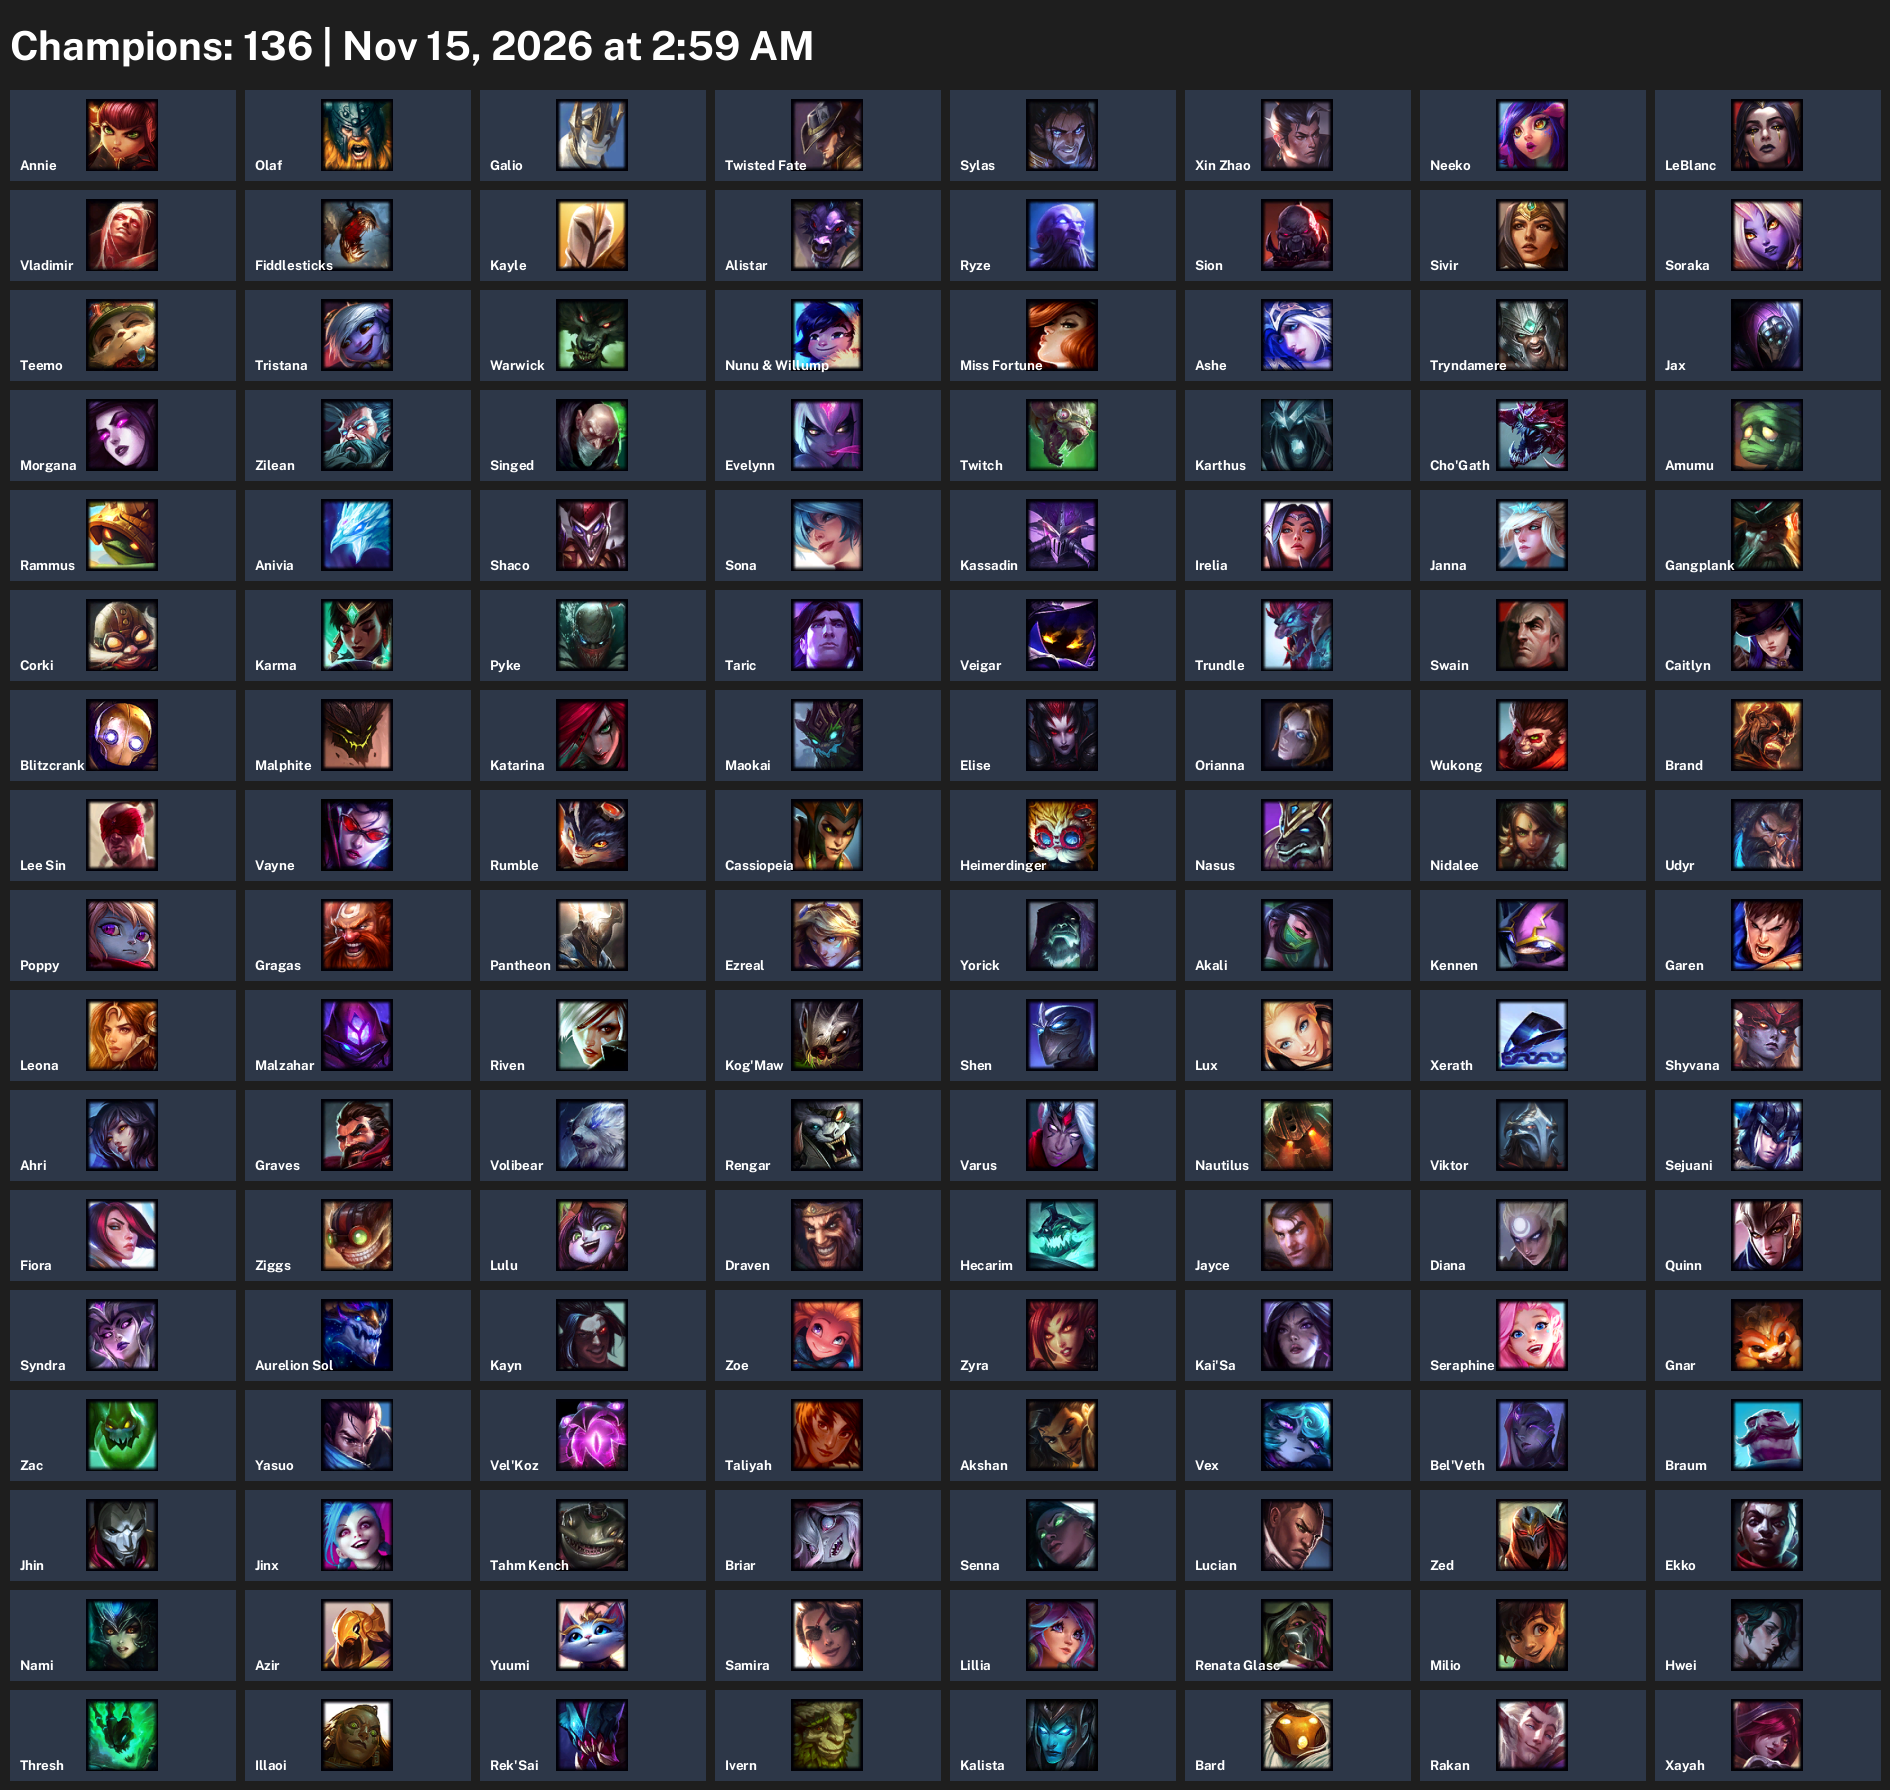 Champions: 136 | Nov 15, 2026 at 2:59 AM
Annie Olaf Galio Twisted Fate Sylas Xin Zhao Neeko LeBlanc
Vladimir Fiddlesticks Kayle Alistar Ryze Sion Sivir Soraka
Teemo Tristana Warwick Nunu & Willump Miss Fortune Ashe Tryndamere Jax
Morgana Zilean Singed Evelynn Twitch Karthus Cho'Gath Amumu
Rammus Anivia Shaco Sona Kassadin Irelia Janna Gangplank
Corki Karma Pyke Taric Veigar Trundle Swain Caitlyn
Blitzcrank Malphite Katarina Maokai Elise Orianna Wukong Brand
Lee Sin Vayne Rumble Cassiopeia Heimerdinger Nasus Nidalee Udyr
Poppy Gragas Pantheon Ezreal Yorick Akali Kennen Garen
Leona Malzahar Riven Kog'Maw Shen Lux Xerath Shyvana
Ahri Graves Volibear Rengar Varus Nautilus Viktor Sejuani
Fiora Ziggs Lulu Draven Hecarim Jayce Diana Quinn
Syndra Aurelion Sol Kayn Zoe Zyra Kai'Sa Seraphine Gnar
Zac Yasuo Vel'Koz Taliyah Akshan Vex Bel'Veth Braum
Jhin Jinx Tahm Kench Briar Senna Lucian Zed Ekko
Nami Azir Yuumi Samira Lillia Renata Glasc Milio Hwei
Thresh Illaoi Rek'Sai Ivern Kalista Bard Rakan Xayah